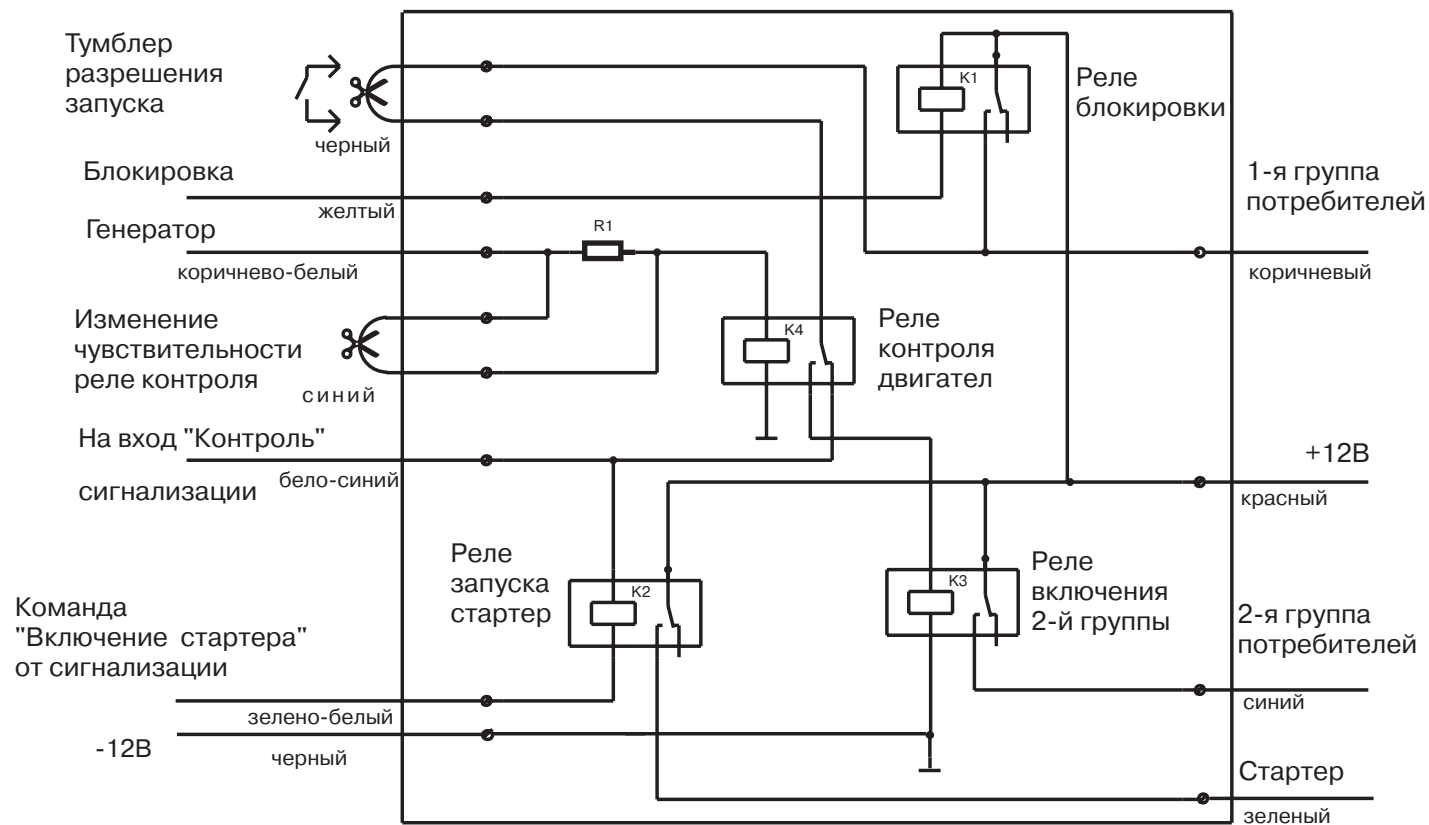 Тумблер
разрешения
запуска
черный
Блокировка
желтый
Генератор
коричнево-белый
R1
Изменение
чувствительности
реле контроля
синий
На вход "Контроль"
сигнализации
бело-синий
K1
Реле
блокировки
1-я группа
потребителей
коричневый
K4
Реле
контроля
двигател
+12В
красный
Реле
запуска
стартер
K2
K3
Реле
включения
2-й группы
2-я группа
потребителей
синий
Команда
"Включение стартера"
от сигнализации
зелено-белый
-12В
черный
Стартер
зеленый